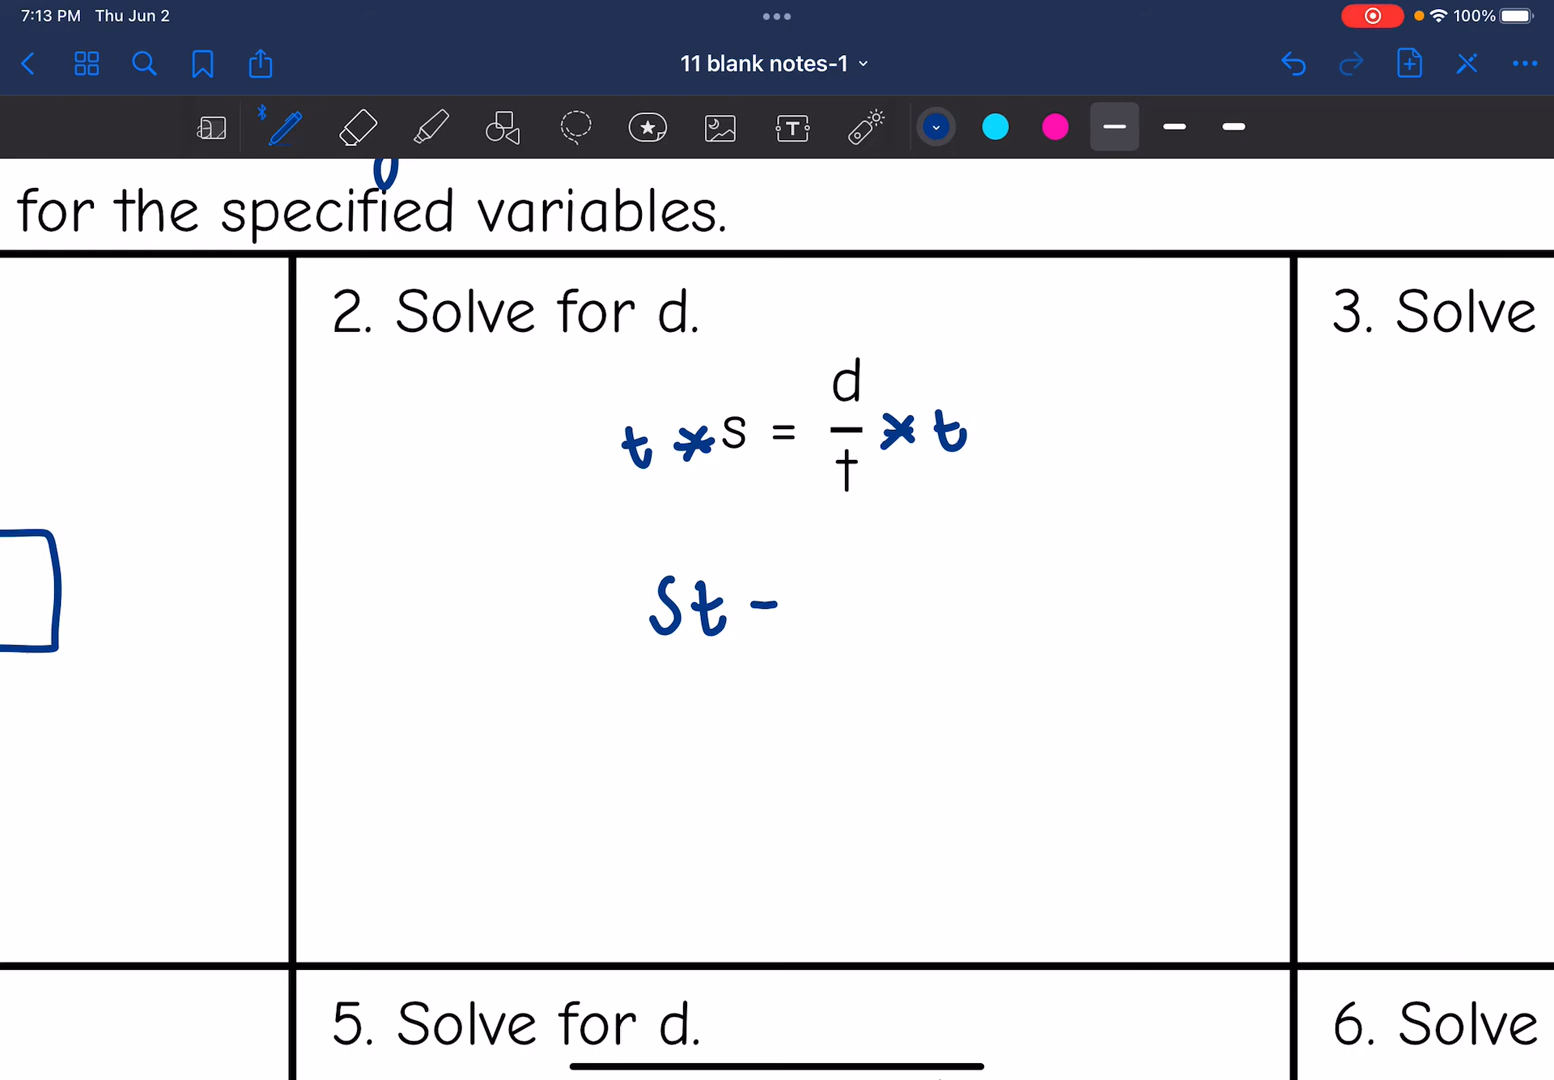 7:13 PM Thu Jun 2
100%
11 blank notes-1
T
for the specified variables.
2. Solve for d.
3. Solve
t * s = d/t * t
St -
5. Solve for d.
6. Solve